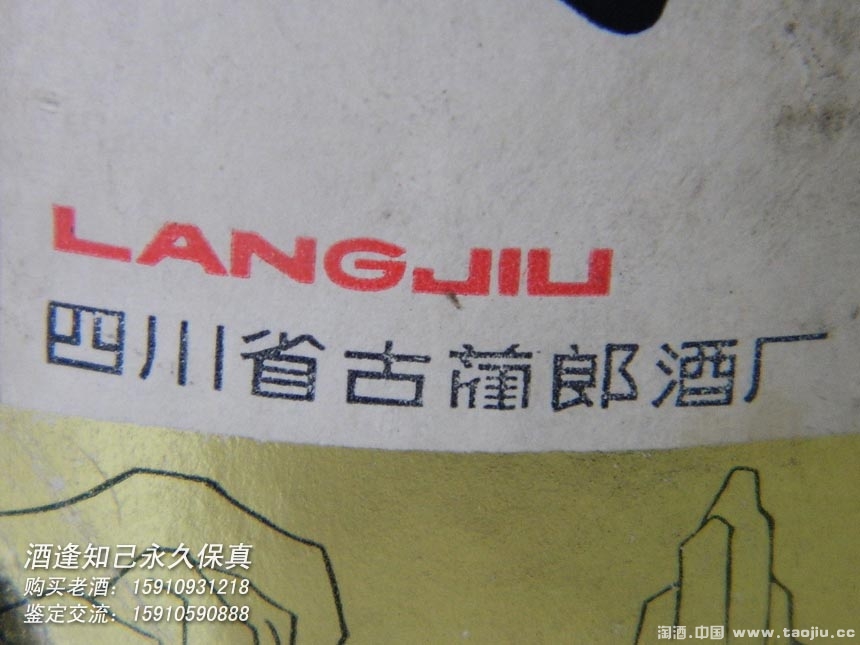 LANGJIU
四川省古蔺郎酒厂
酒逢知己永久保真
购买老酒：15910931218
鉴定交流：15910590888
淘酒.中国 www.taojiu.cc